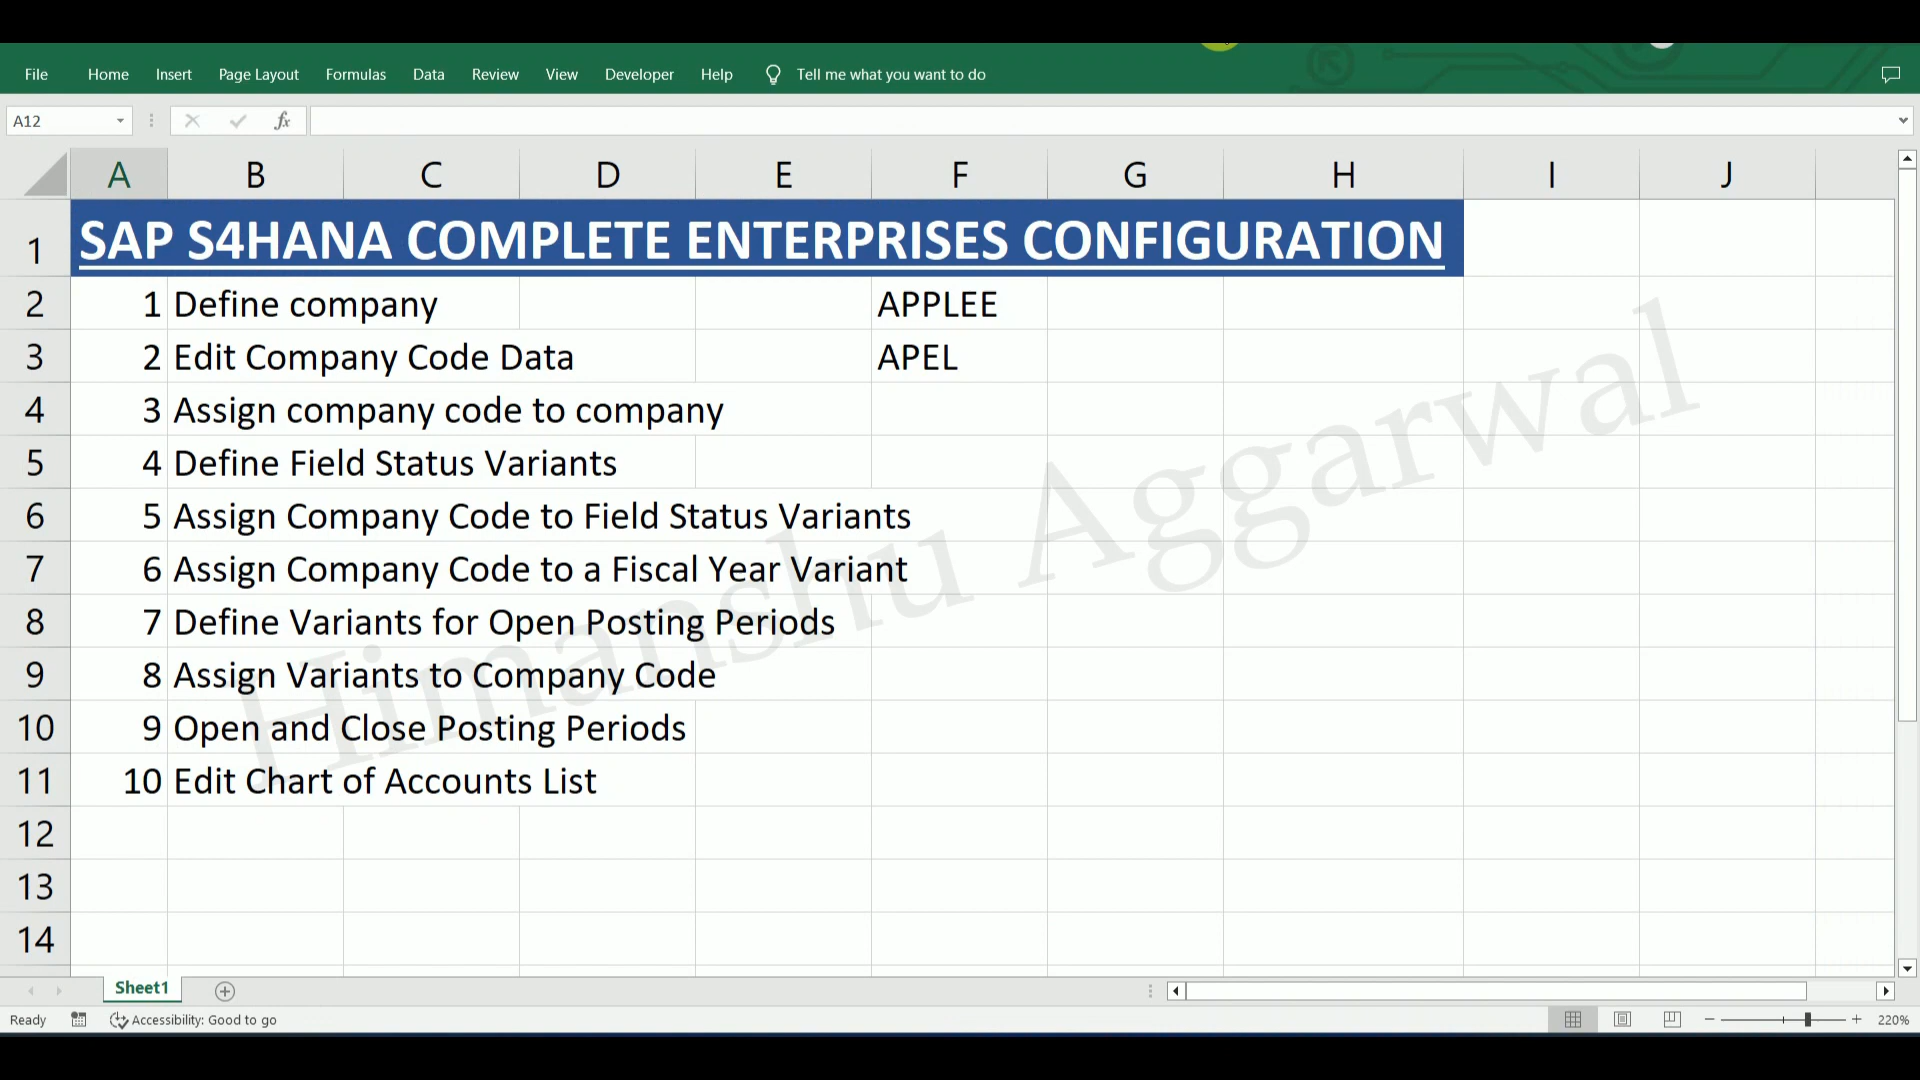 File Home Insert Page Layout Formulas Data Review View Developer Help Tell me what you want to do
A12 fx
A B C D E F G H I J
1 SAP S4HANA COMPLETE ENTERPRISES CONFIGURATION
2 1 Define company APPLEE
3 2 Edit Company Code Data APEL
4 3 Assign company code to company
5 4 Define Field Status Variants
6 5 Assign Company Code to Field Status Variants
7 6 Assign Company Code to a Fiscal Year Variant
8 7 Define Variants for Open Posting Periods
9 8 Assign Variants to Company Code
10 9 Open and Close Posting Periods
11 10 Edit Chart of Accounts List
12
13
14
Himanshu Aggarwal
Sheet1
Ready Accessibility: Good to go 220%